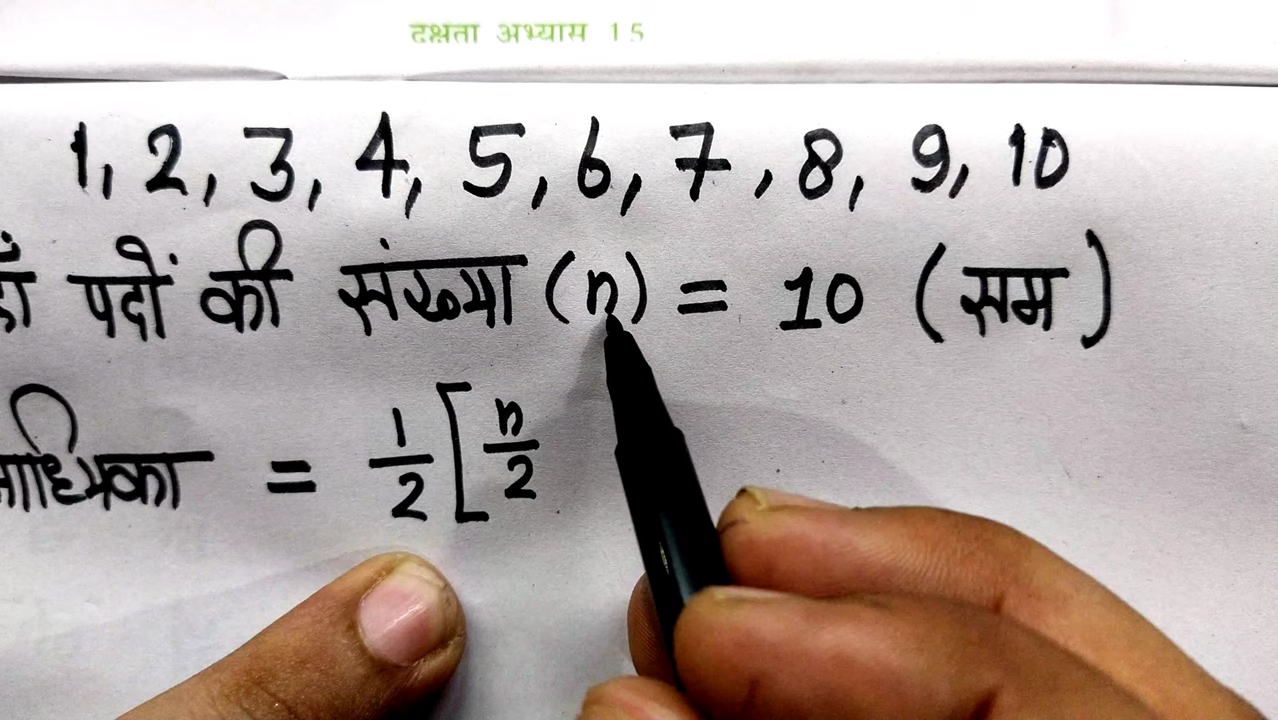 दक्षता अभ्यास 15
1, 2, 3, 4, 5, 6, 7, 8, 9, 10
पदों की संख्या (n) = 10 (सम)
माध्यिका = 1/2 [n/2